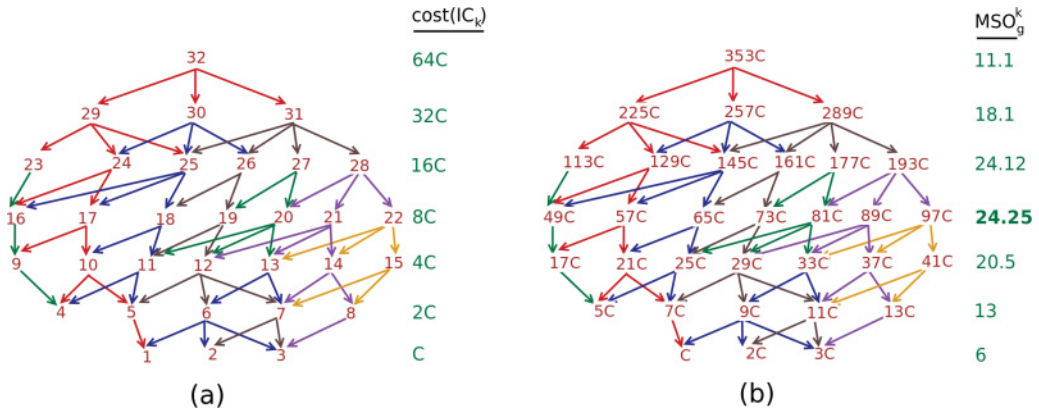 cost(IC_k)
32 64C
29 30 31 32C
23 24 25 26 27 28 16C
16 17 18 19 20 21 22 8C
9 10 11 12 13 14 15 4C
4 5 6 7 8 2C
1 2 3 C
(a)
MSO_g^k
353C 11.1
225C 257C 289C 18.1
113C 129C 145C 161C 177C 193C 24.12
49C 57C 65C 73C 81C 89C 97C 24.25
17C 21C 25C 29C 33C 37C 41C 20.5
5C 7C 9C 11C 13C 13
C 2C 3C 6
(b)